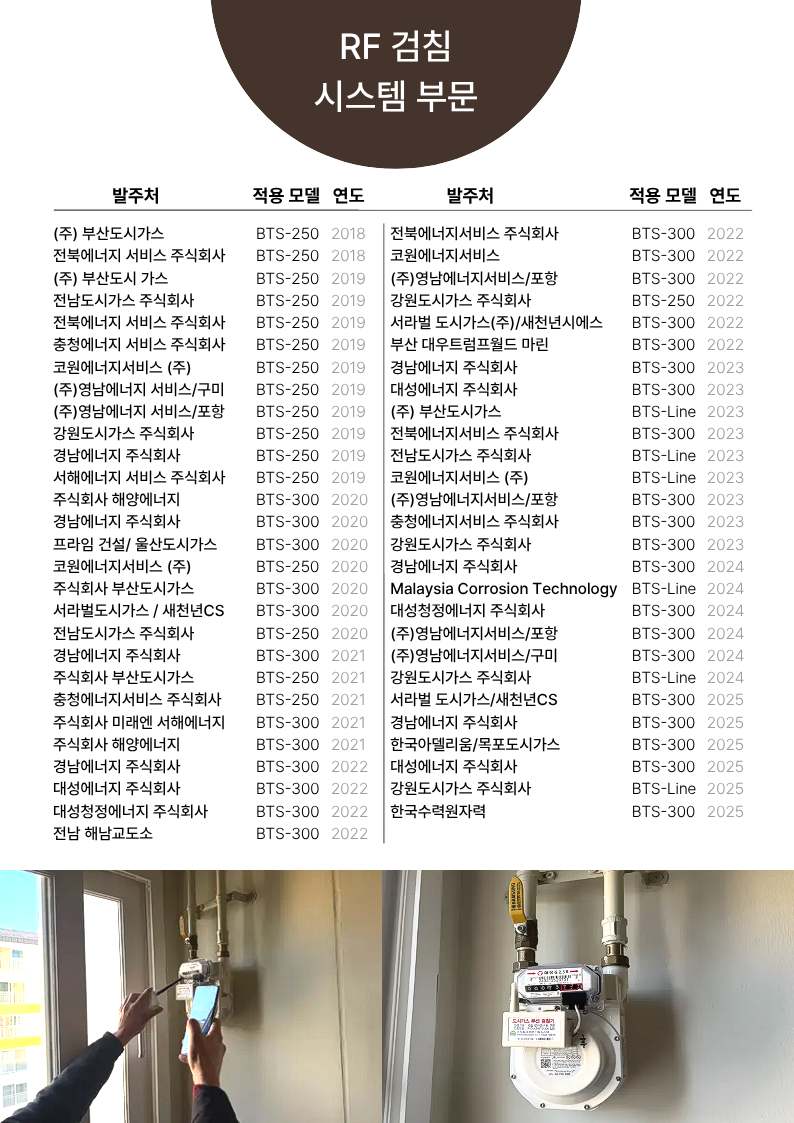 RF 검침
시스템 부문
발주처 적용 모델 연도
(주) 부산도시가스 BTS-250 2018
전북에너지 서비스 주식회사 BTS-250 2018
(주) 부산도시 가스 BTS-250 2019
전남도시가스 주식회사 BTS-250 2019
전북에너지 서비스 주식회사 BTS-250 2019
충청에너지 서비스 주식회사 BTS-250 2019
코원에너지서비스 (주) BTS-250 2019
(주)영남에너지 서비스/구미 BTS-250 2019
(주)영남에너지 서비스/포항 BTS-250 2019
강원도시가스 주식회사 BTS-250 2019
경남에너지 주식회사 BTS-250 2019
서해에너지 서비스 주식회사 BTS-250 2019
주식회사 해양에너지 BTS-300 2020
경남에너지 주식회사 BTS-300 2020
프라임 건설/ 울산도시가스 BTS-300 2020
코원에너지서비스 (주) BTS-250 2020
주식회사 부산도시가스 BTS-300 2020
서라벌도시가스 / 새천년CS BTS-300 2020
전남도시가스 주식회사 BTS-250 2020
경남에너지 주식회사 BTS-300 2021
주식회사 부산도시가스 BTS-250 2021
충청에너지서비스 주식회사 BTS-250 2021
주식회사 미래엔 서해에너지 BTS-300 2021
주식회사 해양에너지 BTS-300 2021
경남에너지 주식회사 BTS-300 2022
대성에너지 주식회사 BTS-300 2022
대성청정에너지 주식회사 BTS-300 2022
전남 해남교도소 BTS-300 2022
발주처 적용 모델 연도
전북에너지서비스 주식회사 BTS-300 2022
코원에너지서비스 BTS-300 2022
(주)영남에너지서비스/포항 BTS-300 2022
강원도시가스 주식회사 BTS-250 2022
서라벌 도시가스(주)/새천년시에스 BTS-300 2022
부산 대우트럼프월드 마린 BTS-300 2022
경남에너지 주식회사 BTS-300 2023
대성에너지 주식회사 BTS-300 2023
(주) 부산도시가스 BTS-Line 2023
전북에너지서비스 주식회사 BTS-300 2023
전남도시가스 주식회사 BTS-Line 2023
코원에너지서비스 (주) BTS-Line 2023
(주)영남에너지서비스/포항 BTS-300 2023
충청에너지서비스 주식회사 BTS-300 2023
강원도시가스 주식회사 BTS-300 2023
경남에너지 주식회사 BTS-300 2024
Malaysia Corrosion Technology BTS-Line 2024
대성청정에너지 주식회사 BTS-300 2024
(주)영남에너지서비스/포항 BTS-300 2024
(주)영남에너지서비스/구미 BTS-300 2024
강원도시가스 주식회사 BTS-Line 2024
서라벌 도시가스/새천년CS BTS-300 2025
경남에너지 주식회사 BTS-300 2025
한국아델리움/목포도시가스 BTS-300 2025
대성에너지 주식회사 BTS-300 2025
강원도시가스 주식회사 BTS-Line 2025
한국수력원자력 BTS-300 2025
도시가스 무선 검침기